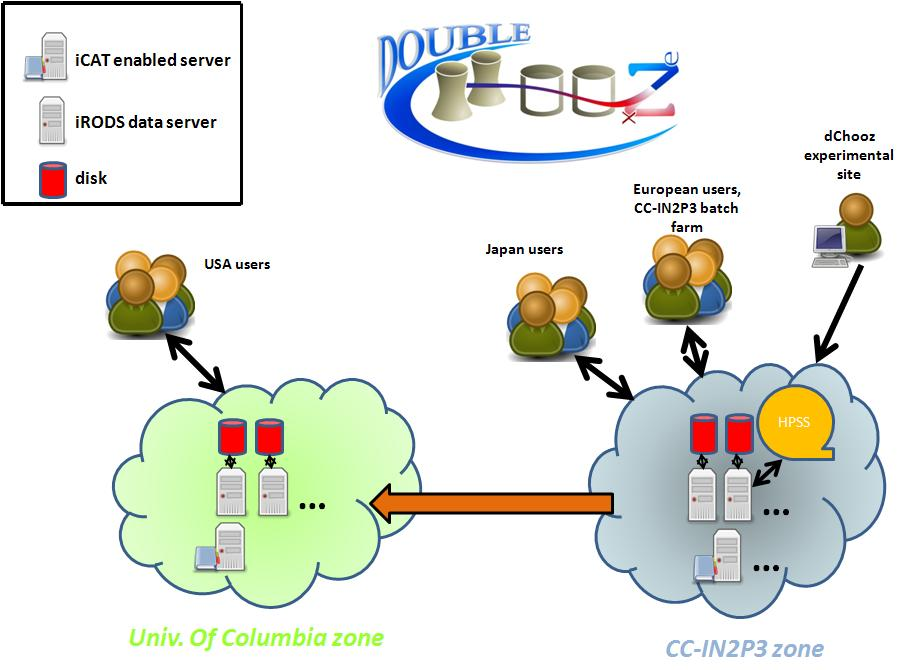 iCAT enabled server
iRODS data server
disk
DOUBLE
CHooZ
e
x
dChooz
experimental
site
European users,
CC-IN2P3 batch
farm
Japan users
USA users
HPSS
...
...
...
Univ. Of Columbia zone
CC-IN2P3 zone